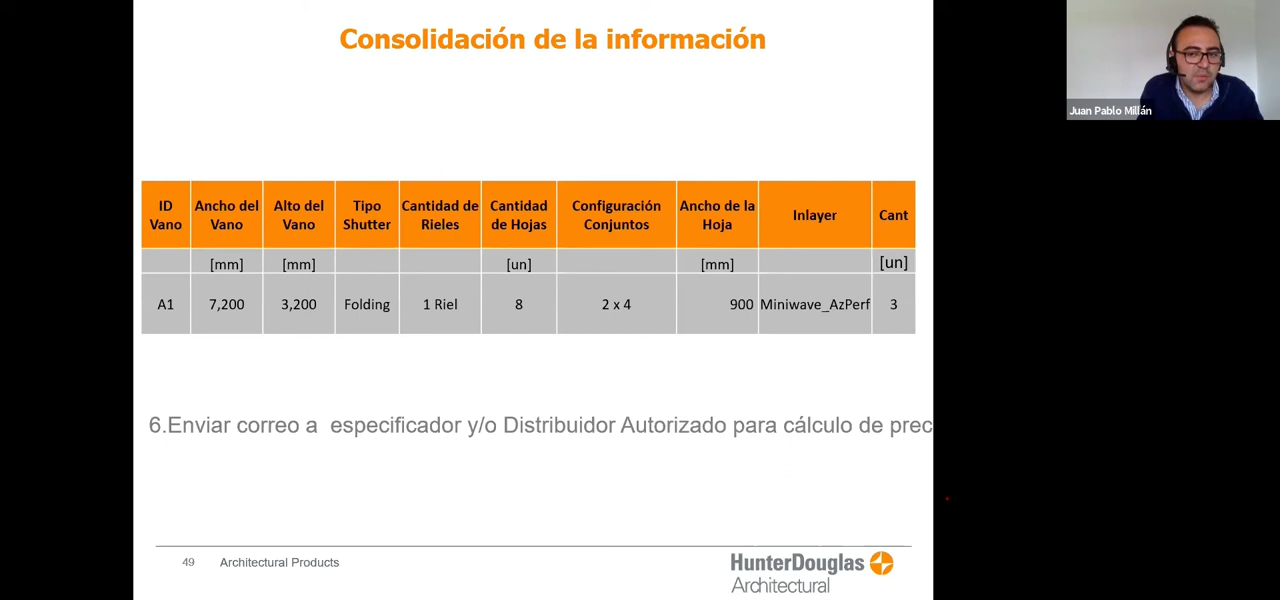 Consolidación de la información
Juan Pablo Millán
ID Vano Ancho del Vano Alto del Vano Tipo Shutter Cantidad de Rieles Cantidad de Hojas Configuración Conjuntos Ancho de la Hoja Inlayer Cant
[mm] [mm] [un] [mm] [un]
A1 7,200 3,200 Folding 1 Riel 8 2 x 4 900 Miniwave_AzPerf 3
6.Enviar correo a especificador y/o Distribuidor Autorizado para cálculo de prec
49 Architectural Products
HunterDouglas
Architectural